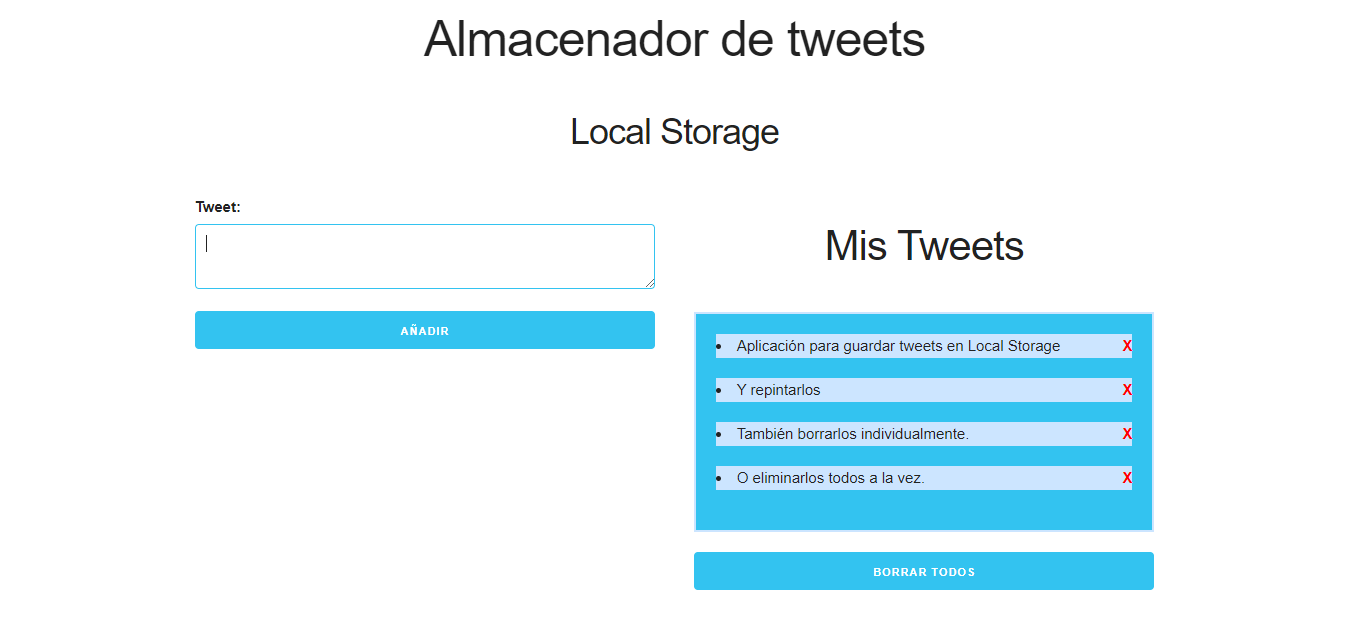 Almacenador de tweets
Local Storage
Tweet:
AÑADIR
Mis Tweets
Aplicación para guardar tweets en Local Storage X
Y repintarlos X
También borrarlos individualmente. X
O eliminarlos todos a la vez. X
BORRAR TODOS